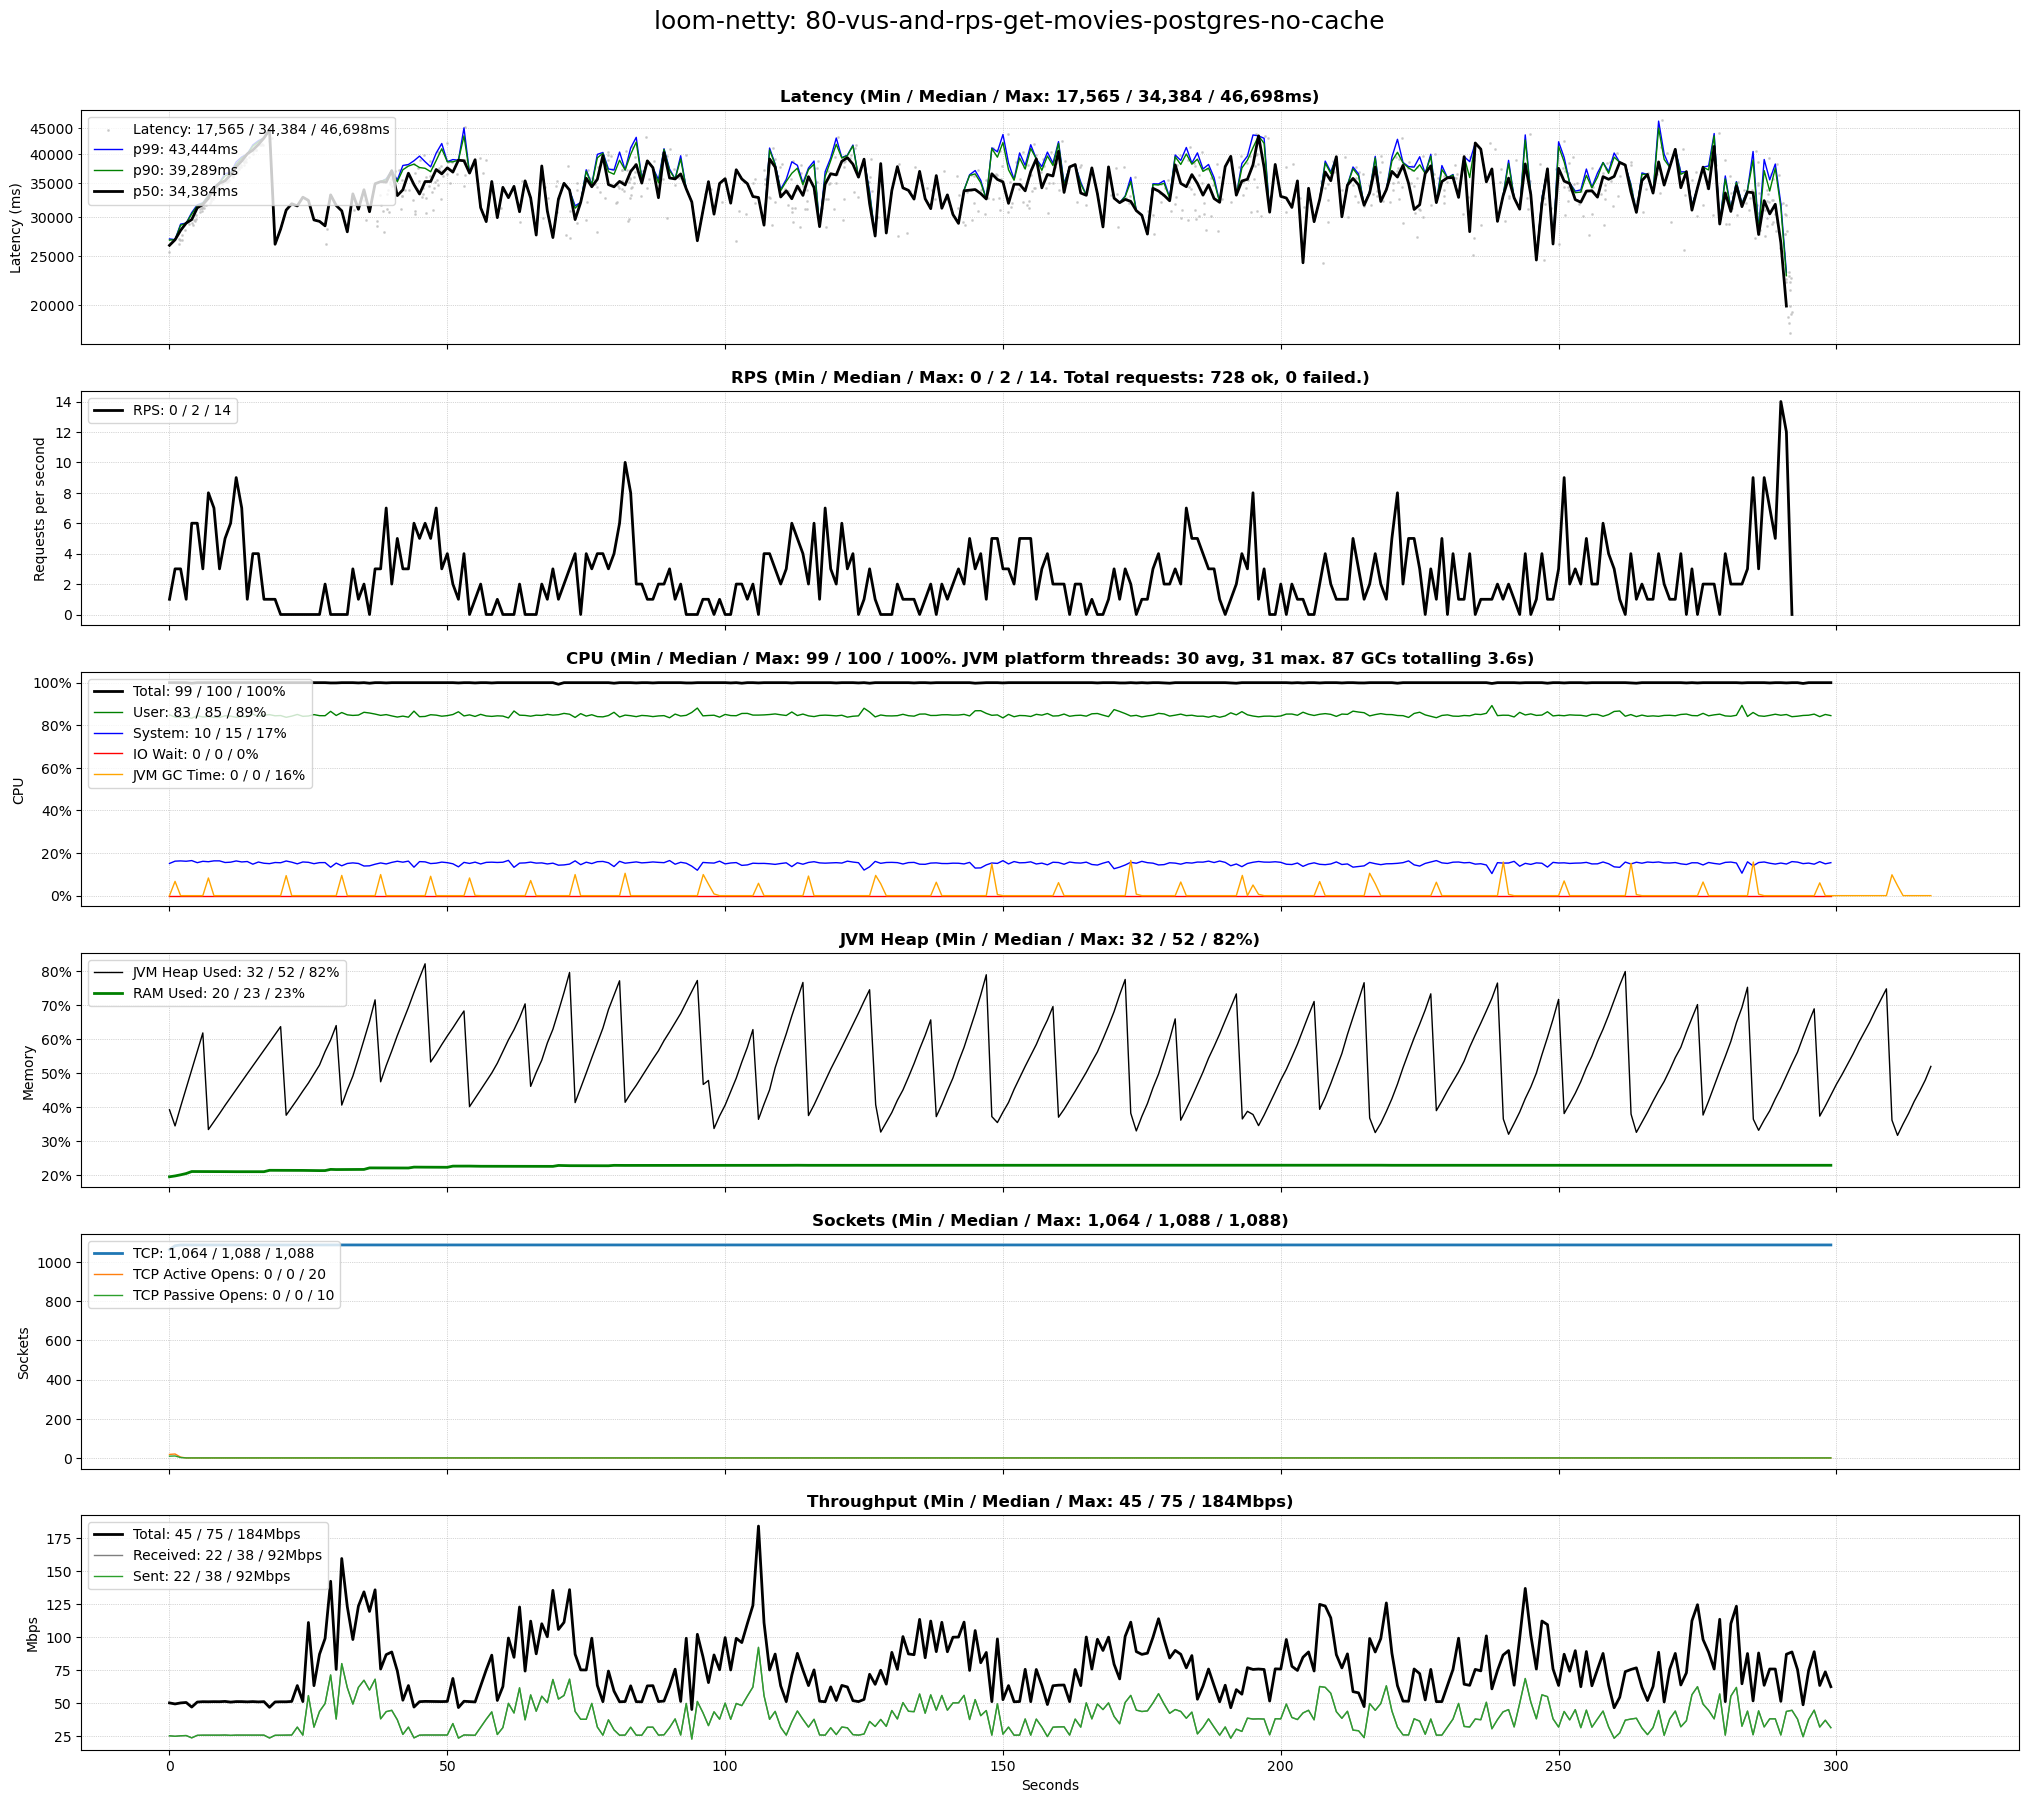 loom-netty: 80-vus-and-rps-get-movies-postgres-no-cache
Latency (Min / Median / Max: 17,565 / 34,384 / 46,698ms)
Latency: 17,565 / 34,384 / 46,698ms
p99: 43,444ms
p90: 39,289ms
p50: 34,384ms
Latency (ms)
45000
40000
35000
30000
25000
20000
RPS (Min / Median / Max: 0 / 2 / 14. Total requests: 728 ok, 0 failed.)
RPS: 0 / 2 / 14
Requests per second
14
12
10
8
6
4
2
0
CPU (Min / Median / Max: 99 / 100 / 100%. JVM platform threads: 30 avg, 31 max. 87 GCs totalling 3.6s)
Total: 99 / 100 / 100%
User: 83 / 85 / 89%
System: 10 / 15 / 17%
IO Wait: 0 / 0 / 0%
JVM GC Time: 0 / 0 / 16%
CPU
100%
80%
60%
40%
20%
0%
JVM Heap (Min / Median / Max: 32 / 52 / 82%)
JVM Heap Used: 32 / 52 / 82%
RAM Used: 20 / 23 / 23%
Memory
80%
70%
60%
50%
40%
30%
20%
Sockets (Min / Median / Max: 1,064 / 1,088 / 1,088)
TCP: 1,064 / 1,088 / 1,088
TCP Active Opens: 0 / 0 / 20
TCP Passive Opens: 0 / 0 / 10
Sockets
1000
800
600
400
200
0
Throughput (Min / Median / Max: 45 / 75 / 184Mbps)
Total: 45 / 75 / 184Mbps
Received: 22 / 38 / 92Mbps
Sent: 22 / 38 / 92Mbps
Mbps
175
150
125
100
75
50
25
0 50 100 150 200 250 300
Seconds